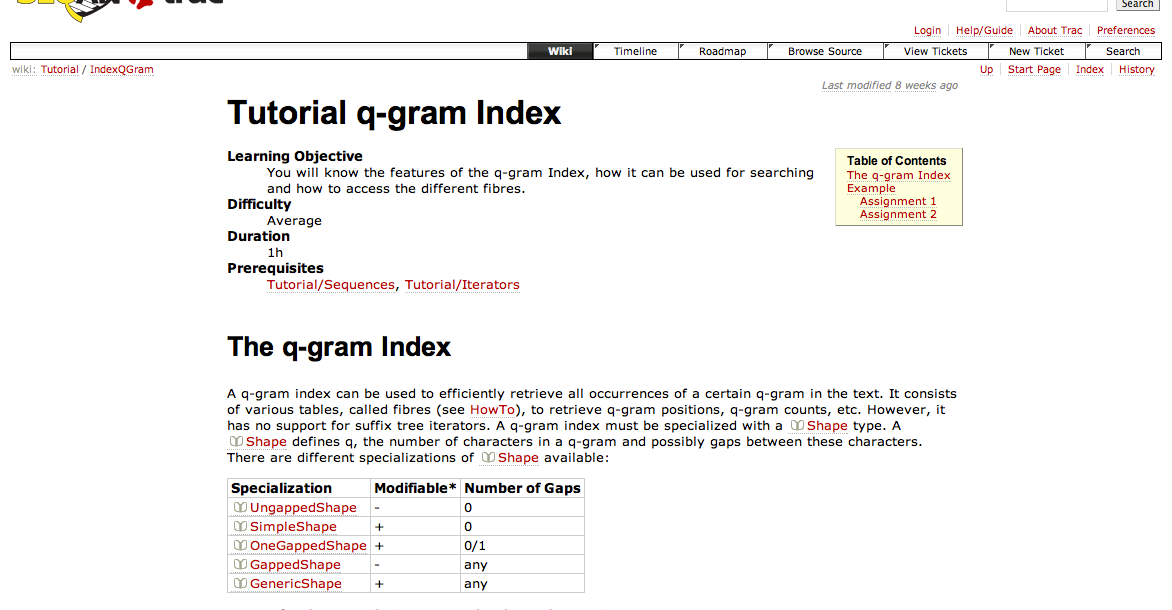 Search
Login Help/Guide About Trac Preferences
Wiki Timeline Roadmap Browse Source View Tickets New Ticket Search
wiki: Tutorial / IndexQGram
Up Start Page Index History
Last modified 8 weeks ago
Tutorial q-gram Index
Learning Objective
You will know the features of the q-gram Index, how it can be used for searching
and how to access the different fibres.
Difficulty
Average
Duration
1h
Prerequisites
Tutorial/Sequences, Tutorial/Iterators
Table of Contents
The q-gram Index
Example
Assignment 1
Assignment 2
The q-gram Index
A q-gram index can be used to efficiently retrieve all occurrences of a certain q-gram in the text. It consists
of various tables, called fibres (see HowTo), to retrieve q-gram positions, q-gram counts, etc. However, it
has no support for suffix tree iterators. A q-gram index must be specialized with a Shape type. A
Shape defines q, the number of characters in a q-gram and possibly gaps between these characters.
There are different specializations of Shape available:
Specialization Modifiable* Number of Gaps
UngappedShape - 0
SimpleShape + 0
OneGappedShape + 0/1
GappedShape - any
GenericShape + any